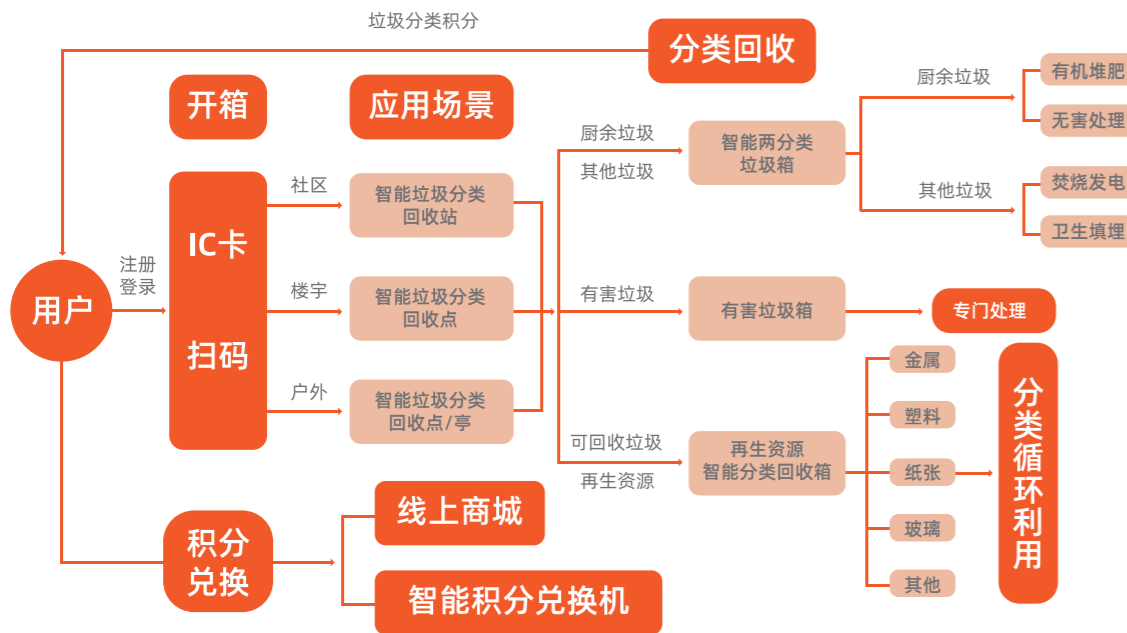 垃圾分类积分
分类回收
开箱
应用场景
厨余垃圾
有机堆肥
无害处理
厨余垃圾
其他垃圾
智能两分类
垃圾箱
其他垃圾
焚烧发电
卫生填埋
社区
智能垃圾分类
回收站
IC卡
扫码
用户
注册
登录
楼宇
智能垃圾分类
回收点
有害垃圾
有害垃圾箱
专门处理
户外
智能垃圾分类
回收点/亭
可回收垃圾
再生资源
再生资源
智能分类回收箱
金属
塑料
纸张
玻璃
其他
分类循环利用
积分
兑换
线上商城
智能积分兑换机